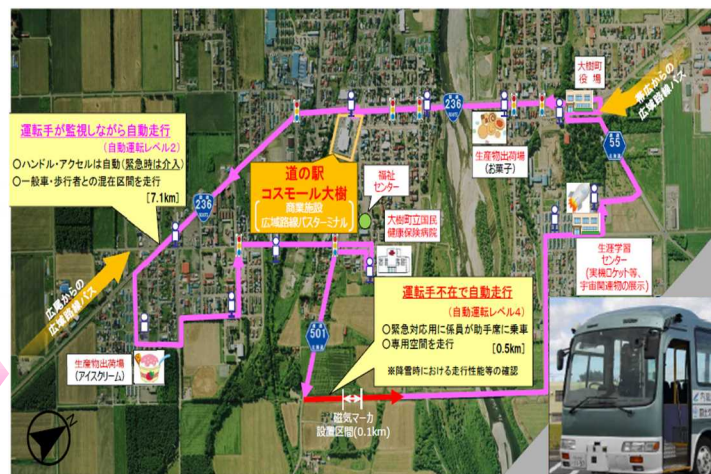 大樹町
役場
帯広からの
広域路線バス
236
ROUTE
運転手が監視しながら自動走行
（自動運転レベル2）
○ハンドル・アクセルは自動（緊急時は介入）
○一般車・歩行者との混在区間を走行
[7.1km]
生産物出荷場
（お菓子）
55
道の駅
コスモール大樹
商業施設
広域路線バスターミナル
福祉
センター
大樹町立国民
健康保険病院
236
生涯学習
センター
（実機ロケット等、
宇宙関連物の展示）
広尾からの
広域路線バス
運転手不在で自動走行
（自動運転レベル4）
○緊急対応用に係員が助手席に乗車
○専用空間を走行
[0.5km]
※降雪時における走行性能等の確認
501
生産物出荷場
（アイスクリーム）
磁気マーカ
設置区間(0.1km)
N